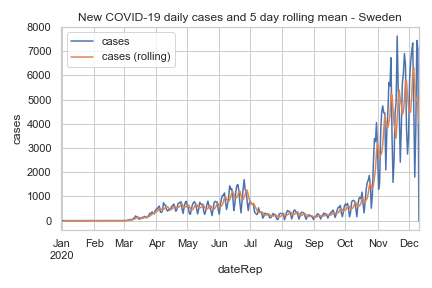 New COVID-19 daily cases and 5 day rolling mean - Sweden
8000
7000
6000
5000
4000
3000
2000
1000
0
cases
cases
cases (rolling)
Jan Feb Mar Apr May Jun Jul Aug Sep Oct Nov Dec
2020
dateRep